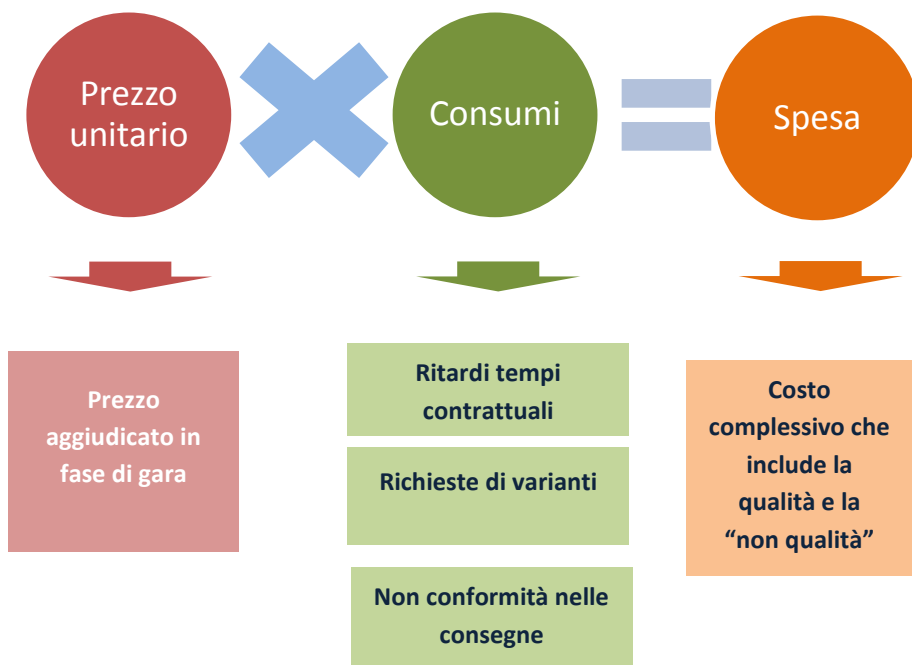 Prezzo
unitario
Consumi
Spesa
Prezzo
aggiudicato in
fase di gara
Ritardi tempi
contrattuali
Richieste di varianti
Non conformità nelle
consegne
Costo
complessivo che
include la
qualità e la
“non qualità”